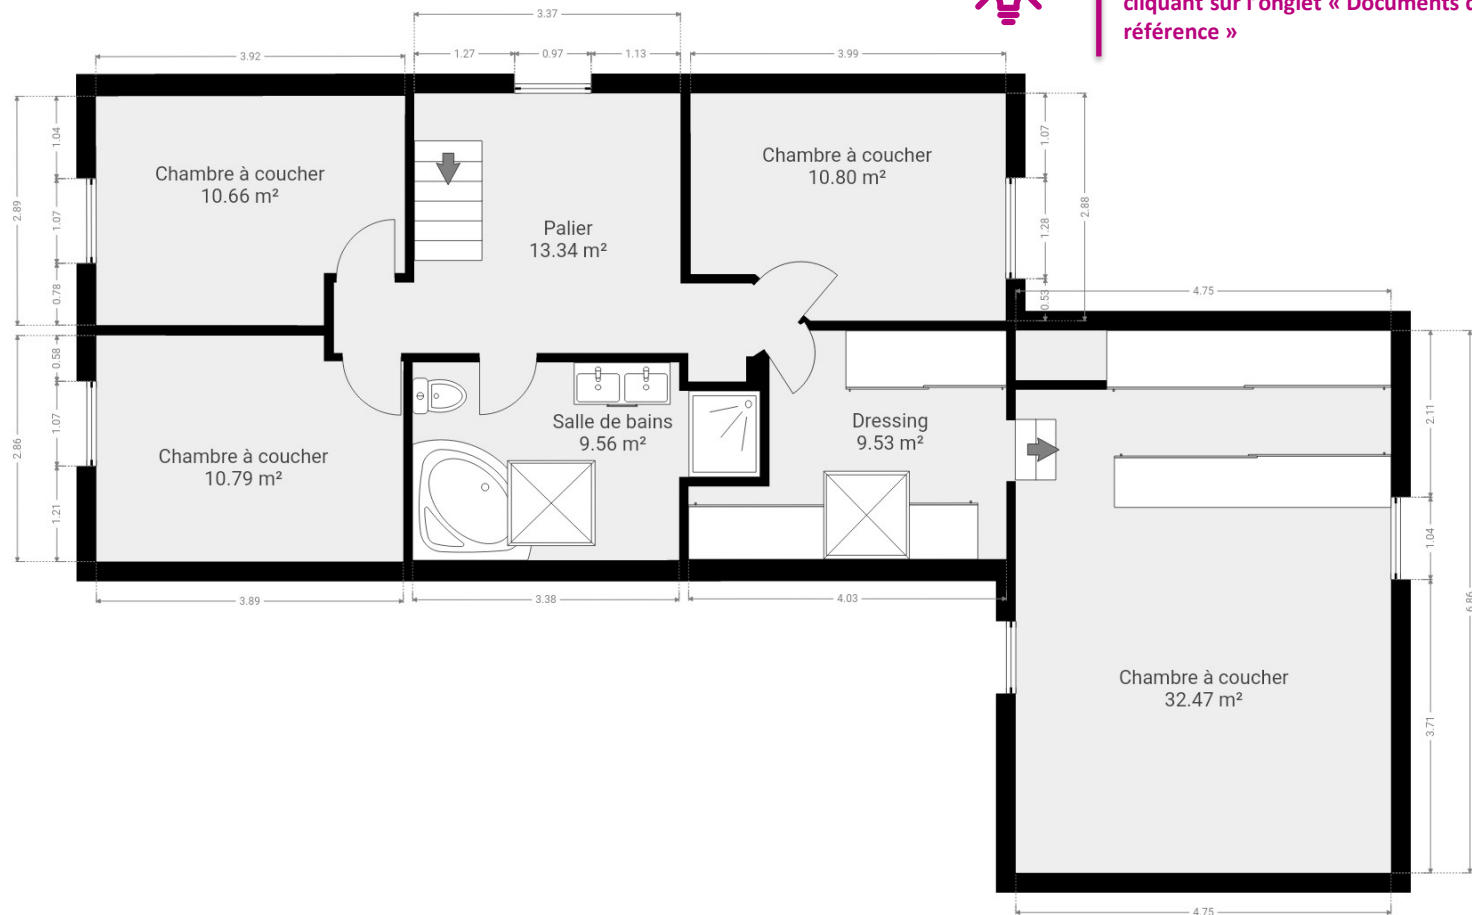 cliquant sur l'onglet « Documents d
référence »
3.37
1.27
0.97
1.13
3.92
3.99
1.04
1.07
0.78
2.89
Chambre à coucher
10.66 m²
Palier
13.34 m²
Chambre à coucher
10.80 m²
1.07
1.28
0.53
2.88
4.75
0.58
1.07
1.21
2.86
Chambre à coucher
10.79 m²
Salle de bains
9.56 m²
Dressing
9.53 m²
2.11
1.04
3.71
6.86
3.89
3.38
4.03
Chambre à coucher
32.47 m²
4.75